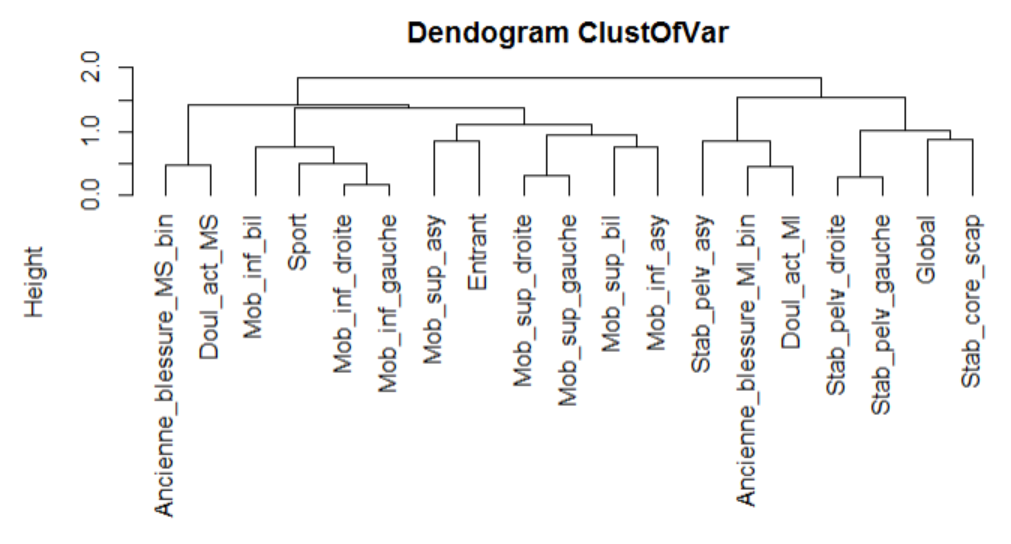 Dendogram ClustOfVar
2.0
1.0
0.0
Height
Ancienne_blessure_MS_bin
Doul_act_MS
Mob_inf_bil
Sport
Mob_inf_droite
Mob_inf_gauche
Mob_sup_asy
Entrant
Mob_sup_droite
Mob_sup_gauche
Mob_sup_bil
Mob_inf_asy
Stab_pelv_asy
Ancienne_blessure_MI_bin
Doul_act_MI
Stab_pelv_droite
Stab_pelv_gauche
Global
Stab_core_scap